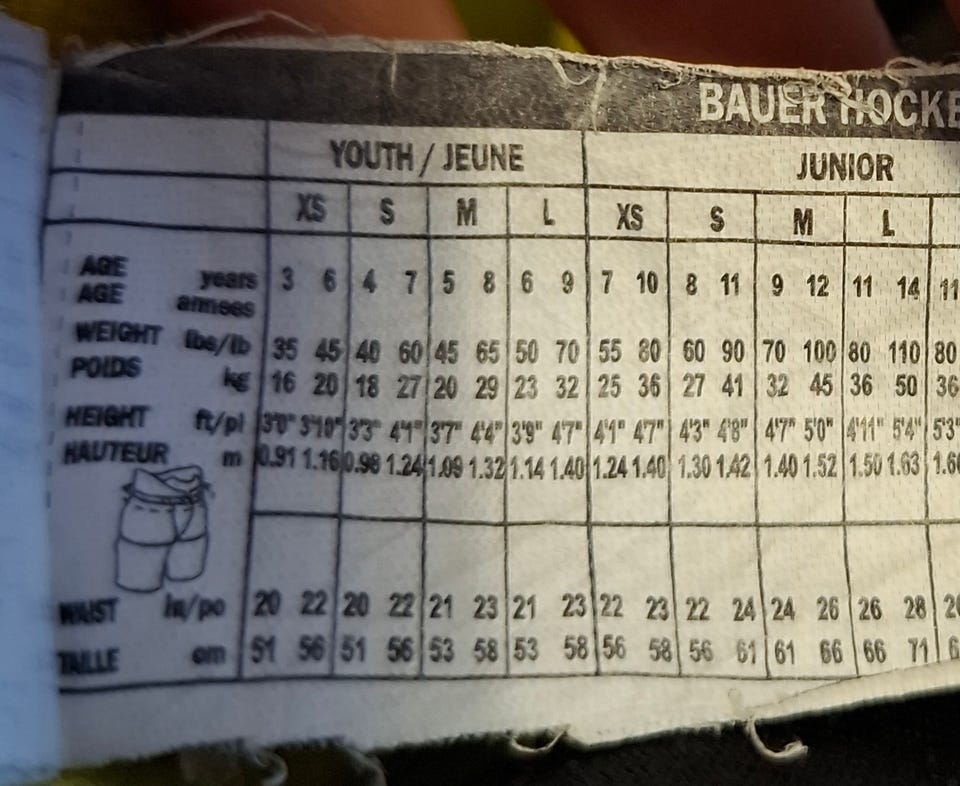 BAUER HOCKE
YOUTH / JEUNE JUNIOR
XS S M L XS S M L
AGE years 3 6 4 7 5 8 6 9 7 10 8 11 9 12 11 14 11
AGE années
WEIGHT lbs/lb 35 45 40 60 45 65 50 70 55 80 60 90 70 100 80 110 80
POIDS kg 16 20 18 27 20 29 23 32 25 36 27 41 32 45 36 50 36
HEIGHT ft/pi 3'0" 3'10" 3'3" 4'1" 3'7" 4'4" 3'9" 4'7" 4'1" 4'7" 4'3" 4'8" 4'7" 5'0" 4'11" 5'4" 5'3"
HAUTEUR m 0.91 1.16 0.98 1.24 1.09 1.32 1.14 1.40 1.24 1.40 1.30 1.42 1.40 1.52 1.50 1.63 1.60
WAIST in/po 20 22 20 22 21 23 21 23 22 23 22 24 24 26 26 28
TAILLE cm 51 56 51 56 53 58 53 58 56 58 56 61 61 66 66 71